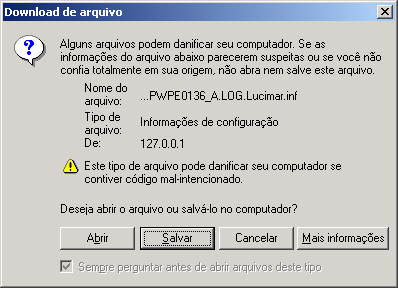 Download de arquivo
Alguns arquivos podem danificar seu computador. Se as
informações do arquivo abaixo parecerem suspeitas ou se você não
confia totalmente em sua origem, não abra nem salve este arquivo.
Nome do
arquivo: ...PWPE0136_A.LOG.Lucimar.inf
Tipo de
arquivo: Informações de configuração
De: 127.0.0.1
Este tipo de arquivo pode danificar seu computador se
contiver código mal-intencionado.
Deseja abrir o arquivo ou salvá-lo no computador?
Abrir Salvar Cancelar Mais informações
Sempre perguntar antes de abrir arquivos deste tipo